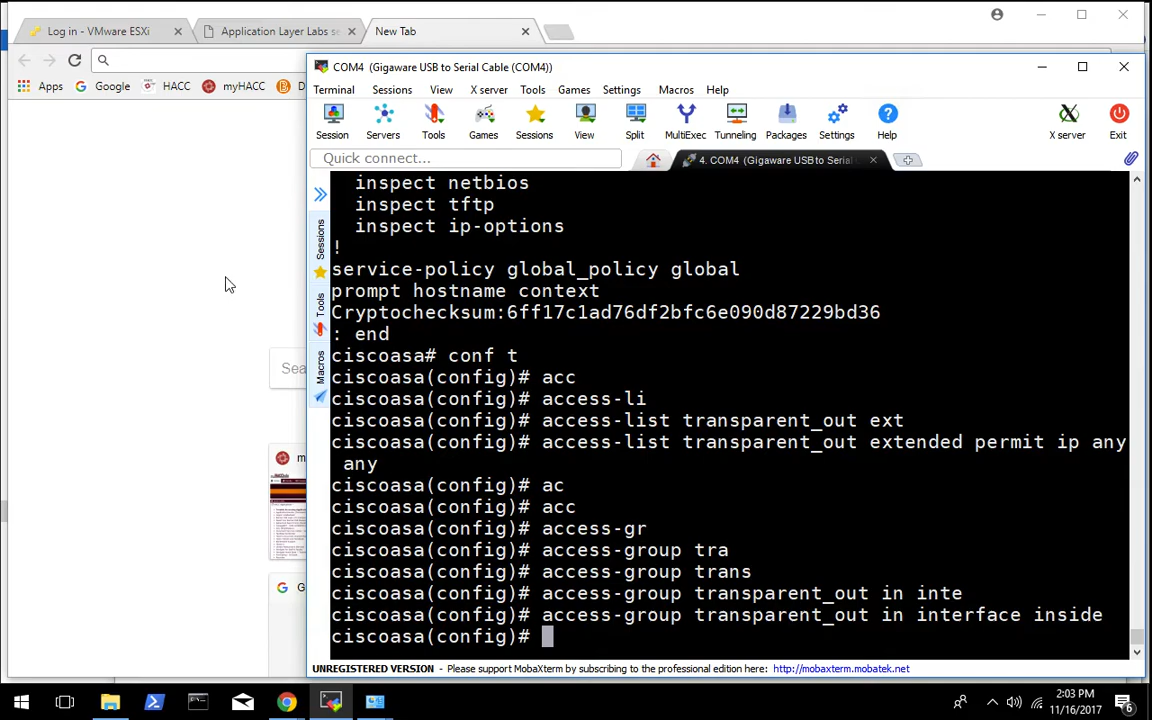 Log in - VMware ESXi
Application Layer Labs se
New Tab
Apps
Google
HACC
myHACC
COM4 (Gigaware USB to Serial Cable (COM4))
Terminal Sessions View X server Tools Games Settings Macros Help
Session Servers Tools Games Sessions View Split MultiExec Tunneling Packages Settings Help X server Exit
Quick connect...
4. COM4 (Gigaware USB to Serial
Sessions
Tools
Macros
Sea
m
G
inspect netbios
inspect tftp
inspect ip-options
!
service-policy global_policy global
prompt hostname context
Cryptochecksum:6ff17c1ad76df2bfc6e090d87229bd36
: end
ciscoasa# conf t
ciscoasa(config)# acc
ciscoasa(config)# access-li
ciscoasa(config)# access-list transparent_out ext
ciscoasa(config)# access-list transparent_out extended permit ip any
any
ciscoasa(config)# ac
ciscoasa(config)# acc
ciscoasa(config)# access-gr
ciscoasa(config)# access-group tra
ciscoasa(config)# access-group trans
ciscoasa(config)# access-group transparent_out in inte
ciscoasa(config)# access-group transparent_out in interface inside
ciscoasa(config)#
UNREGISTERED VERSION - Please support MobaXterm by subscribing to the professional edition here: http://mobaxterm.mobatek.net
2:03 PM
11/16/2017
6